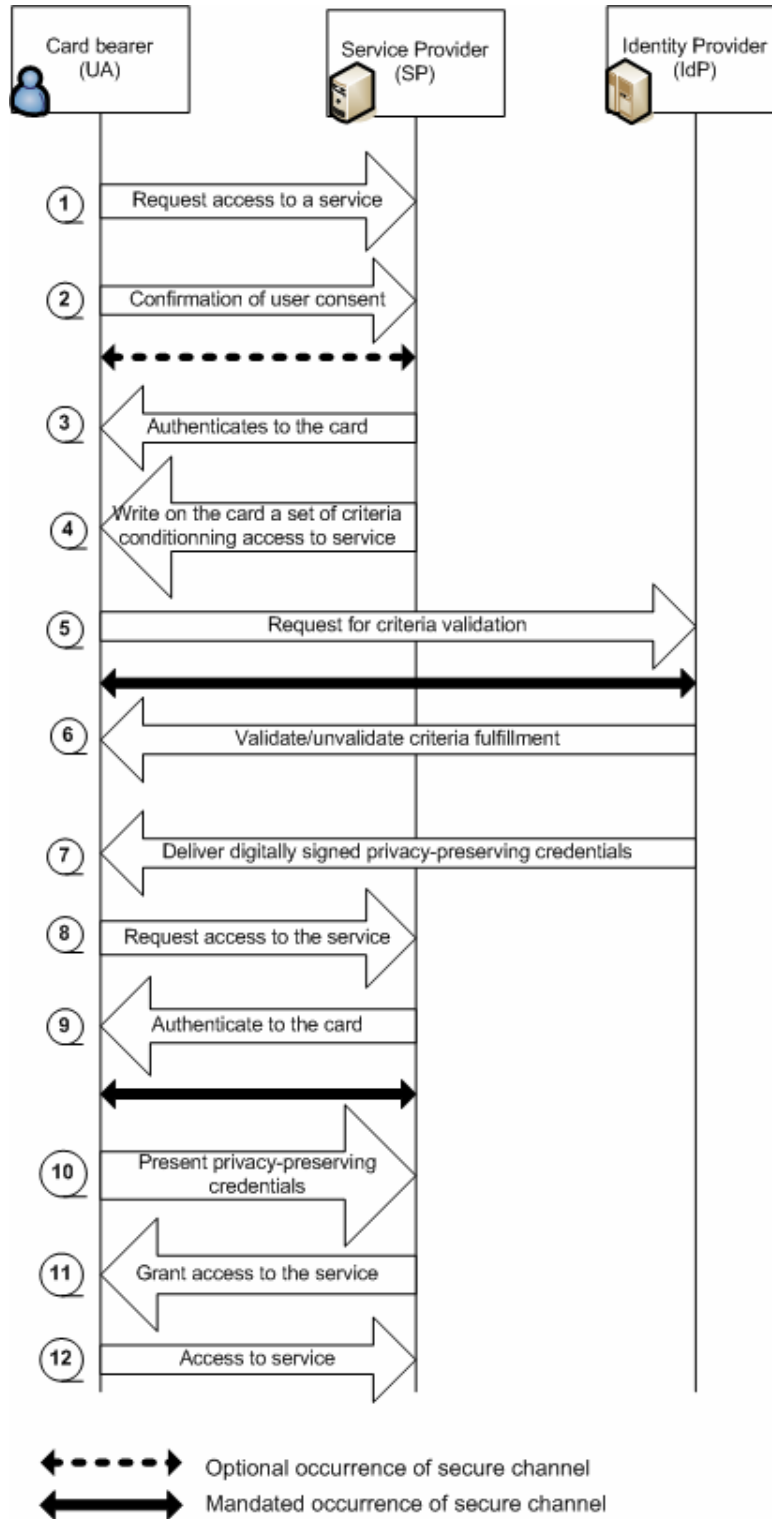 Card bearer
(UA)
Service Provider
(SP)
Identity Provider
(IdP)
1
Request access to a service
2
Confirmation of user consent
3
Authenticates to the card
4
Write on the card a set of criteria
conditionning access to service
5
Request for criteria validation
6
Validate/unvalidate criteria fulfillment
7
Deliver digitally signed privacy-preserving credentials
8
Request access to the service
9
Authenticate to the card
10
Present privacy-preserving
credentials
11
Grant access to the service
12
Access to service
Optional occurrence of secure channel
Mandated occurrence of secure channel